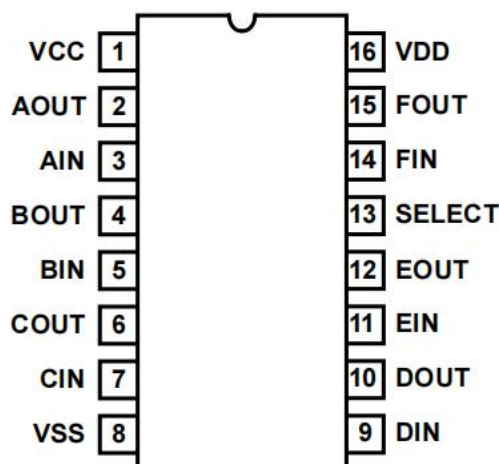 VCC 1 16 VDD
AOUT 2 15 FOUT
AIN 3 14 FIN
BOUT 4 13 SELECT
BIN 5 12 EOUT
COUT 6 11 EIN
CIN 7 10 DOUT
VSS 8 9 DIN